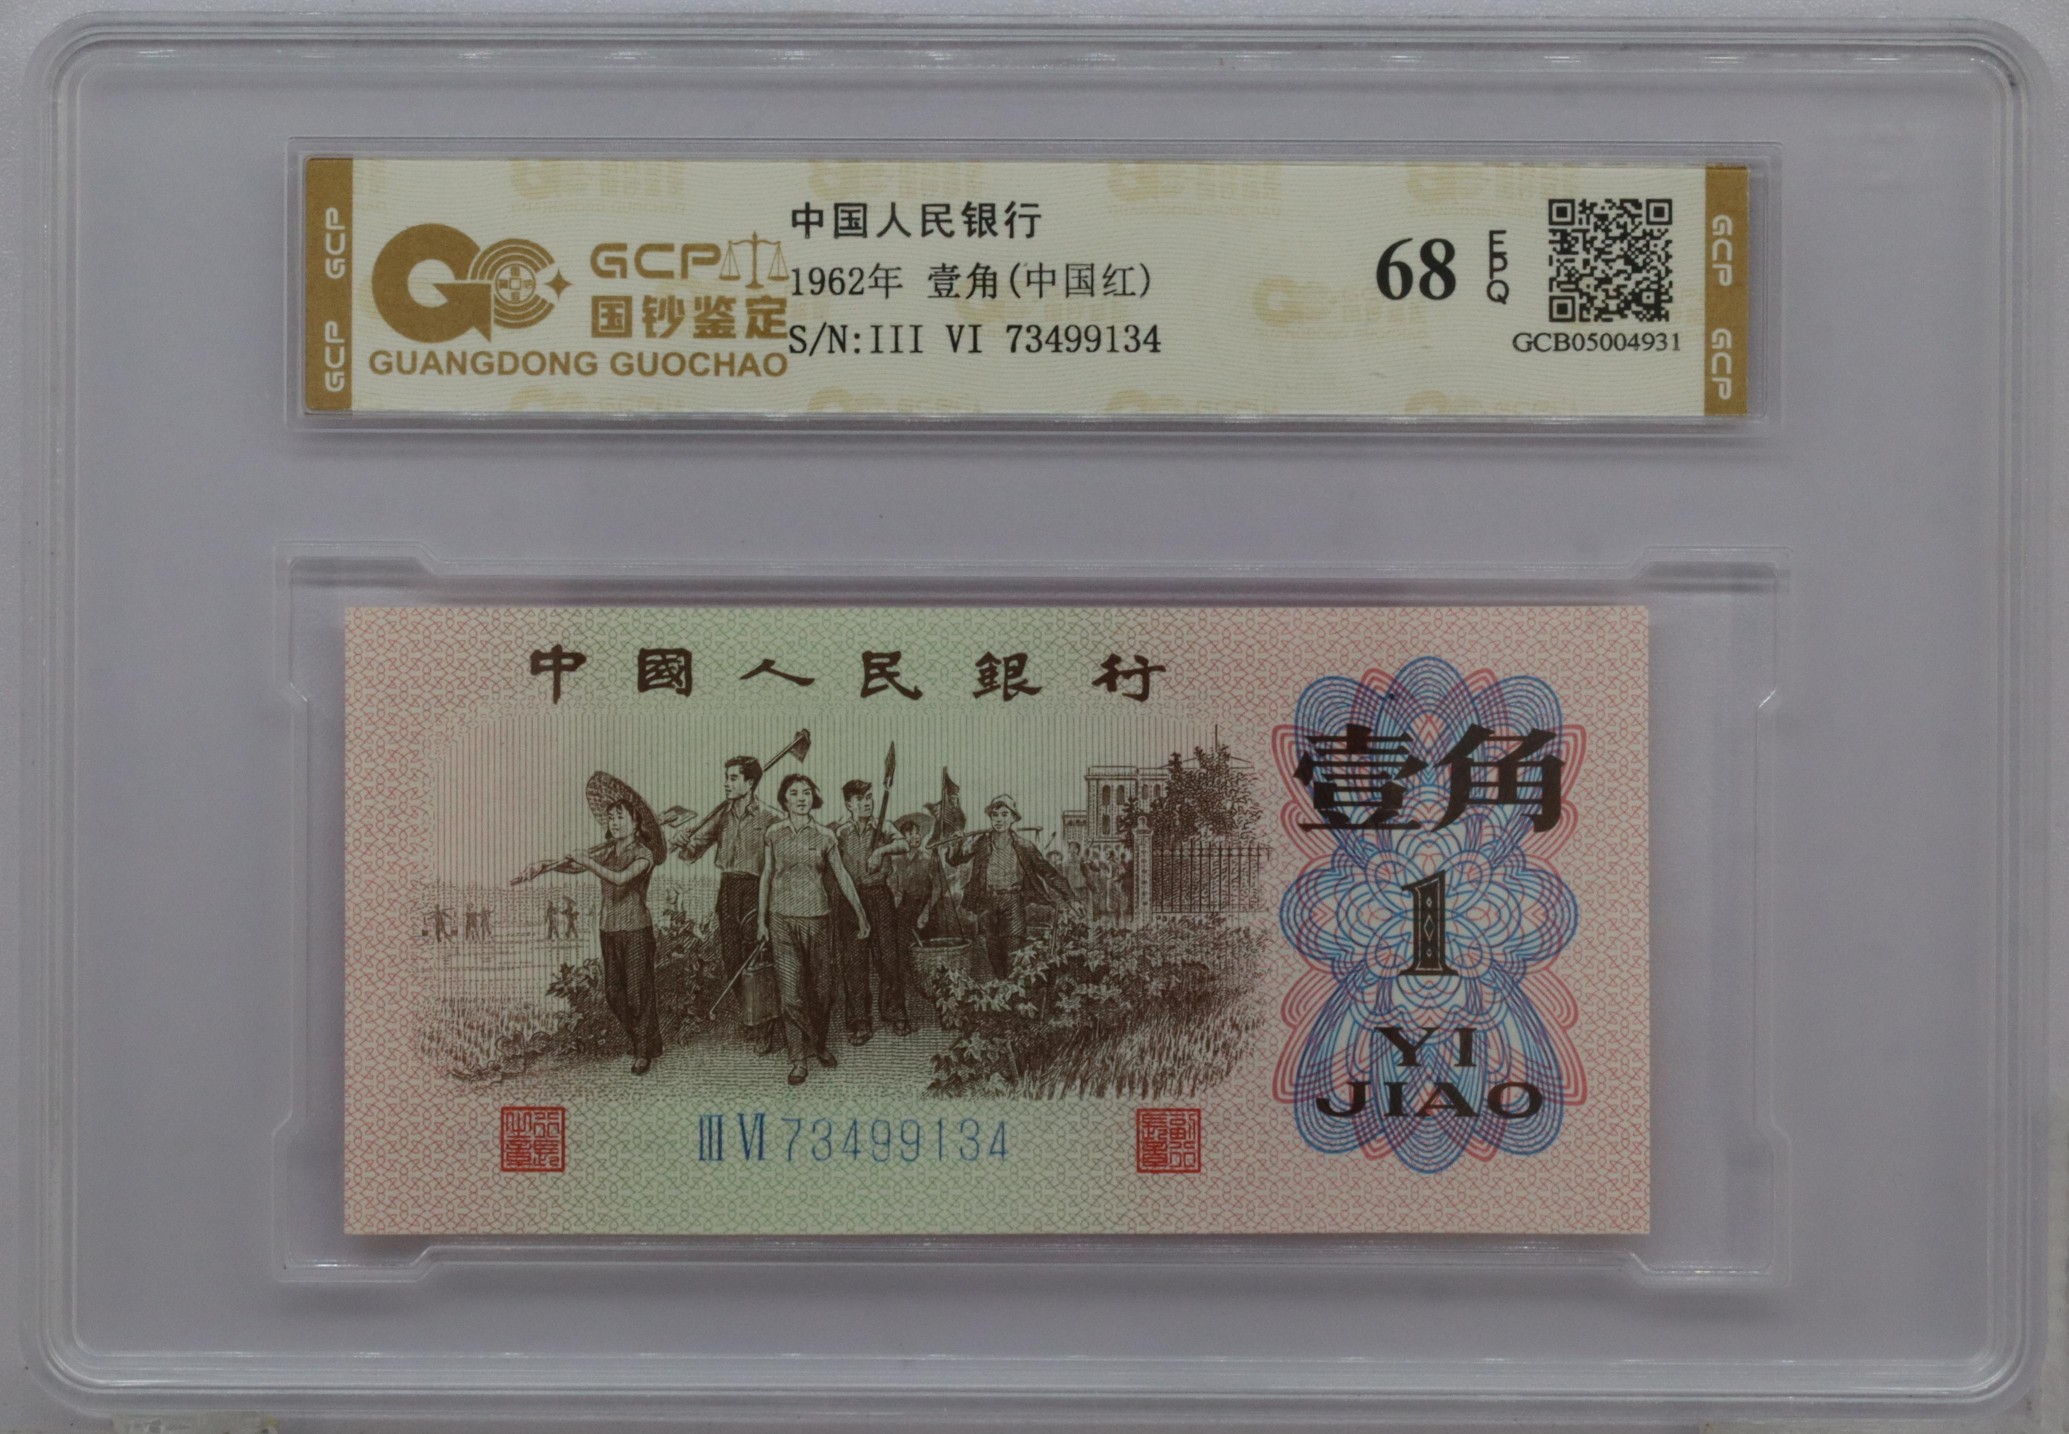 中国人民银行
1962年 壹角(中国红)
S/N:III VI 73499134
68 EPQ
GCB05004931
GCP
国钞鉴定
GUANGDONG GUOCHAO
GCP GCP
GCP GCP
中國人民銀行
壹角
1
YI
JIAO
III VI 73499134